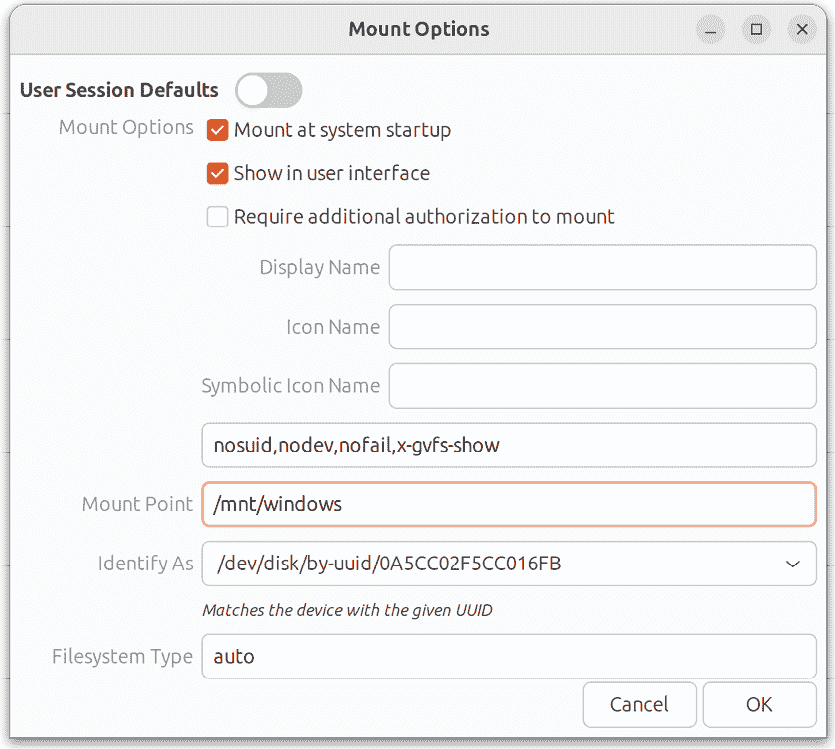 Mount Options
User Session Defaults
Mount Options
Mount at system startup
Show in user interface
Require additional authorization to mount
Display Name
Icon Name
Symbolic Icon Name
nosuid,nodev,nofail,x-gvfs-show
Mount Point /mnt/windows
Identify As /dev/disk/by-uuid/0A5CC02F5CC016FB
Matches the device with the given UUID
Filesystem Type auto
Cancel OK